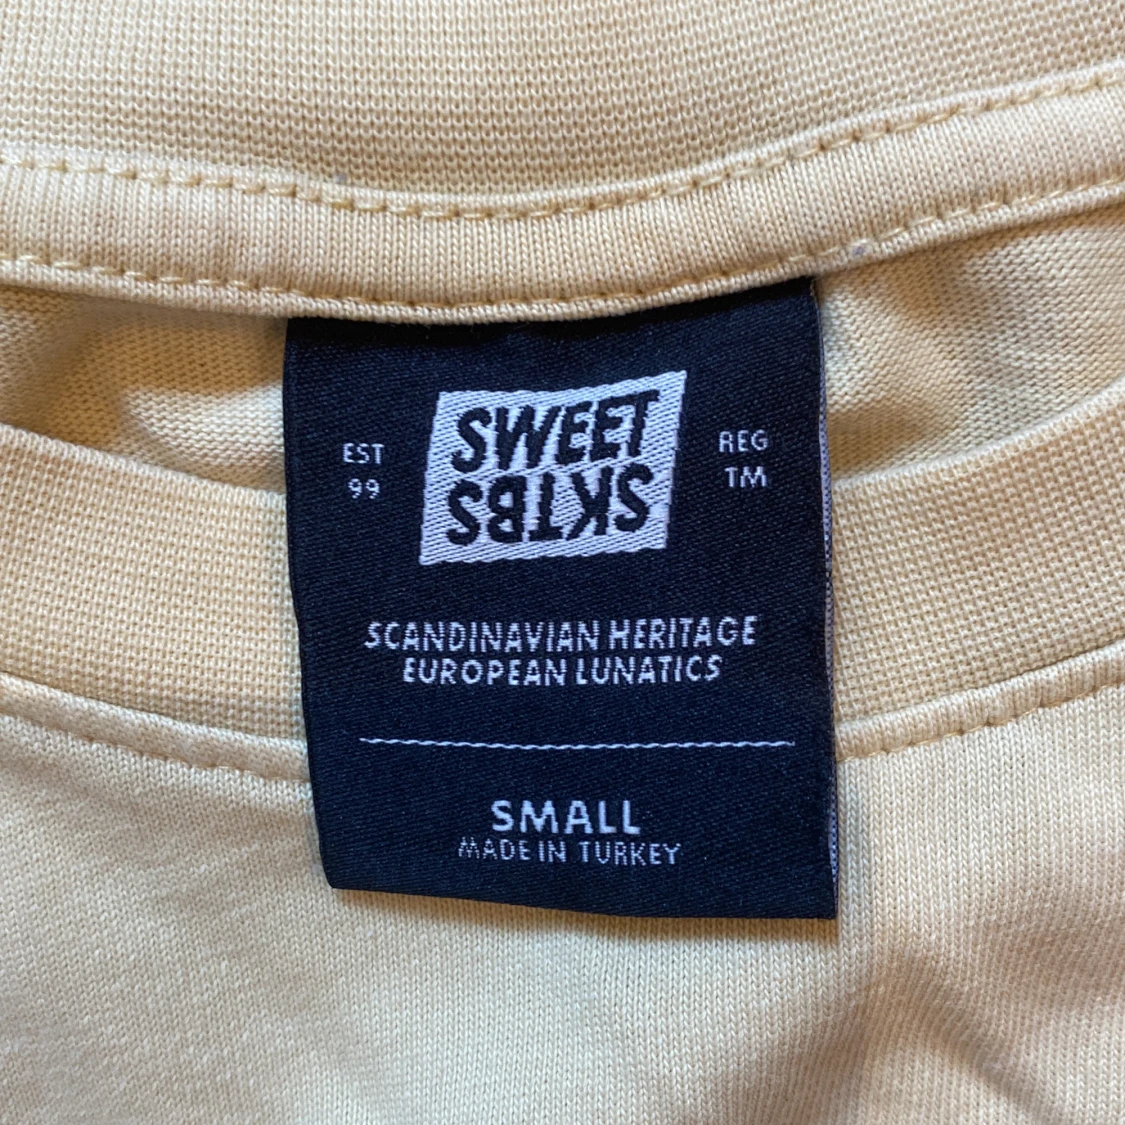 SWEET
SKTBS
EST
99
REG
TM
SCANDINAVIAN HERITAGE
EUROPEAN LUNATICS
SMALL
MADE IN TURKEY